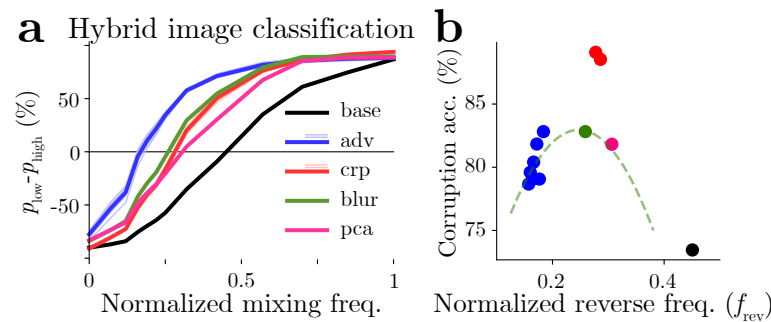 a Hybrid image classification
p_low-p_high (%)
50
0
-50
0
0.5
1
Normalized mixing freq.
base
adv
crp
blur
pca
b
Corruption acc. (%)
85
80
75
0.2
0.4
Normalized reverse freq. (f_rev)